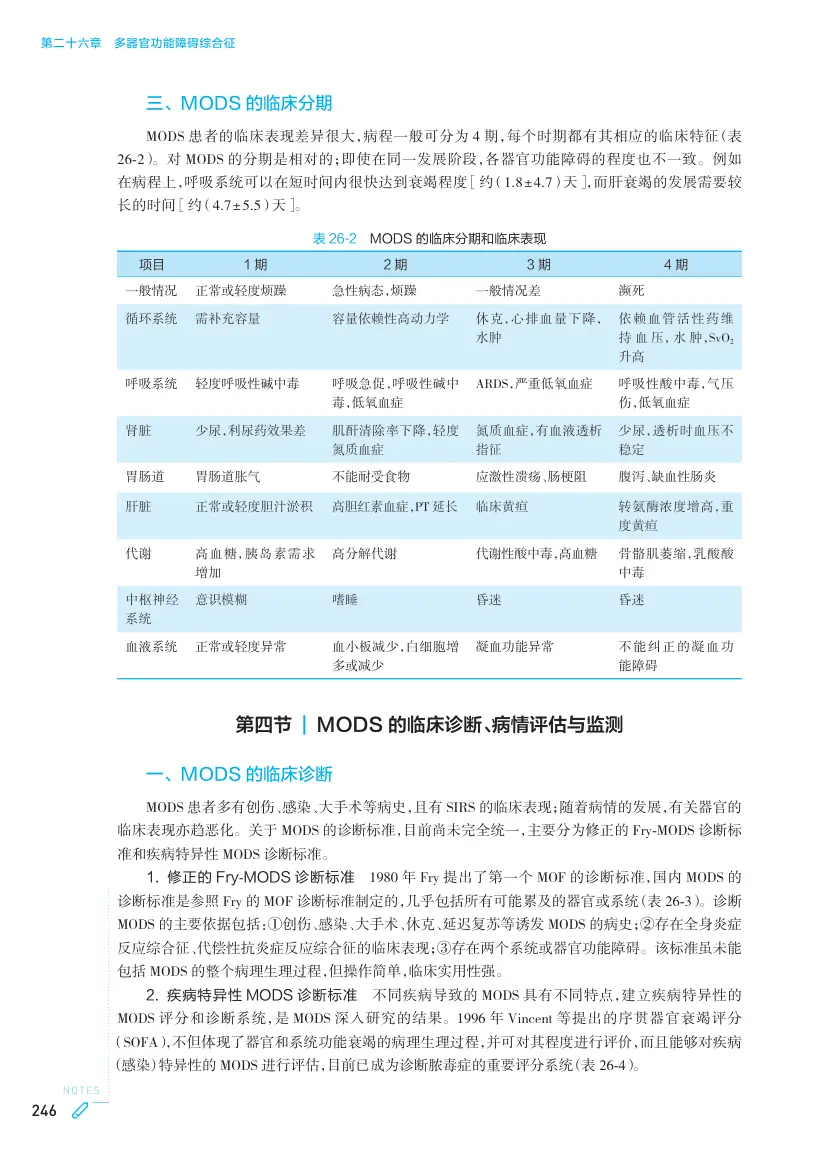 第二十六章　多器官功能障碍综合征
三、MODS 的临床分期
MODS 患者的临床表现差异很大,病程一般可分为 4 期,每个时期都有其相应的临床特征(表
26-2)。对 MODS 的分期是相对的;即使在同一发展阶段,各器官功能障碍的程度也不一致。例如
在病程上,呼吸系统可以在短时间内很快达到衰竭程度[约(1.8±4.7)天],而肝衰竭的发展需要较
长的时间[约(4.7±5.5)天]。
表 26-2　MODS 的临床分期和临床表现
项目　1 期　2 期　3 期　4 期
一般情况　正常或轻度烦躁　急性病态,烦躁　一般情况差　濒死
循环系统　需补充容量　容量依赖性高动力学　休克,心排血量下降,　依赖血管活性药维
水肿　持血压,水肿,SvO₂
升高
呼吸系统　轻度呼吸性碱中毒　呼吸急促,呼吸性碱中　ARDS,严重低氧血症　呼吸性酸中毒,气压
毒,低氧血症　伤,低氧血症
肾脏　少尿,利尿药效果差　肌酐清除率下降,轻度　氮质血症,有血液透析　少尿,透析时血压不
氮质血症　指征　稳定
胃肠道　胃肠道胀气　不能耐受食物　应激性溃疡、肠梗阻　腹泻、缺血性肠炎
肝脏　正常或轻度胆汁淤积　高胆红素血症,PT 延长　临床黄疸　转氨酶浓度增高,重
度黄疸
代谢　高血糖,胰岛素需求　高分解代谢　代谢性酸中毒,高血糖　骨骼肌萎缩,乳酸酸
增加　中毒
中枢神经　意识模糊　嗜睡　昏迷　昏迷
系统
血液系统　正常或轻度异常　血小板减少,白细胞增　凝血功能异常　不能纠正的凝血功
多或减少　能障碍
第四节 | MODS 的临床诊断、病情评估与监测
一、MODS 的临床诊断
MODS 患者多有创伤、感染、大手术等病史,且有 SIRS 的临床表现;随着病情的发展,有关器官的
临床表现亦趋恶化。关于 MODS 的诊断标准,目前尚未完全统一,主要分为修正的 Fry-MODS 诊断标
准和疾病特异性 MODS 诊断标准。
1. 修正的 Fry-MODS 诊断标准　1980 年 Fry 提出了第一个 MOF 的诊断标准,国内 MODS 的
诊断标准是参照 Fry 的 MOF 诊断标准制定的,几乎包括所有可能累及的器官或系统(表 26-3)。诊断
MODS 的主要依据包括:①创伤、感染、大手术、休克、延迟复苏等诱发 MODS 的病史;②存在全身炎症
反应综合征、代偿性抗炎症反应综合征的临床表现;③存在两个系统或器官功能障碍。该标准虽未能
包括 MODS 的整个病理生理过程,但操作简单,临床实用性强。
2. 疾病特异性 MODS 诊断标准　不同疾病导致的 MODS 具有不同特点,建立疾病特异性的
MODS 评分和诊断系统,是 MODS 深入研究的结果。1996 年 Vincent 等提出的序贯器官衰竭评分
(SOFA),不但体现了器官和系统功能衰竭的病理生理过程,并可对其程度进行评价,而且能够对疾病
(感染)特异性的 MODS 进行评估,目前已成为诊断脓毒症的重要评分系统(表 26-4)。
NOTES
246